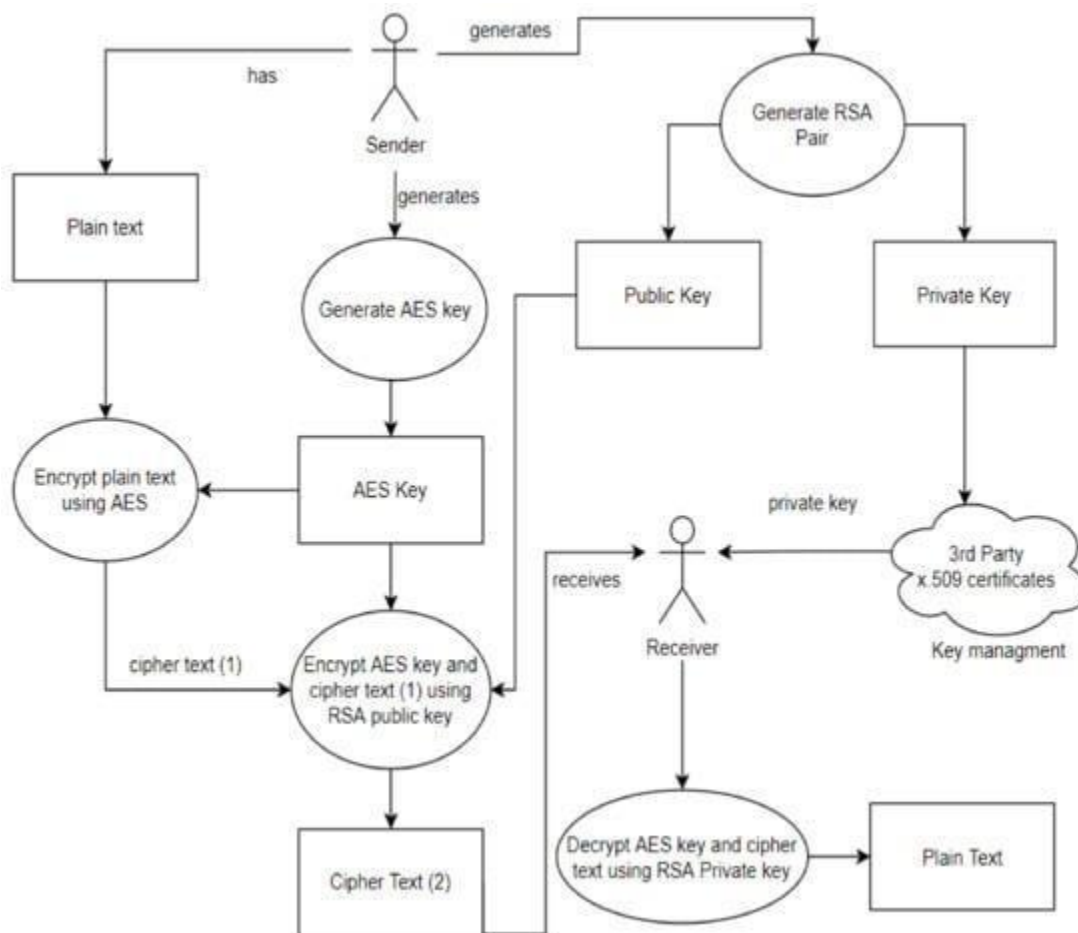 generates
has
Sender
Generate RSA
Pair
generates
Plain text
Generate AES key
Public Key
Private Key
Encrypt plain text
using AES
AES Key
private key
3rd Party
x 509 certificates
receives
Receiver
Key managment
cipher text (1)
Encrypt AES key and
cipher text (1) using
RSA public key
Decrypt AES key and cipher
text using RSA Private key
Plain Text
Cipher Text (2)